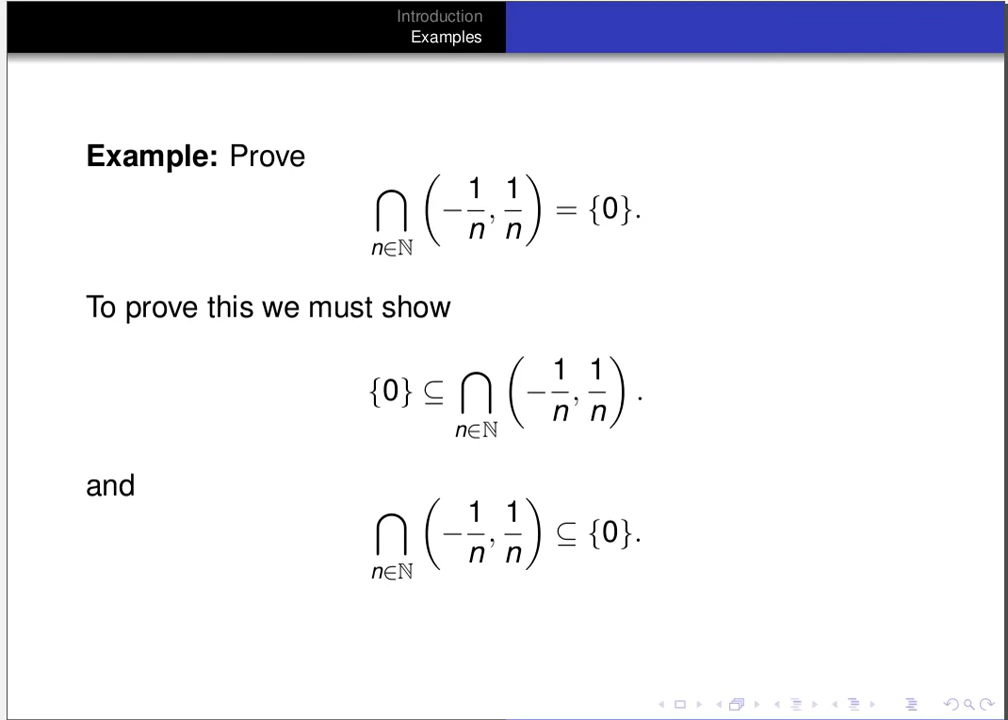 Introduction
Examples
Example: Prove
⋂_{n∈ℕ} (−1/n, 1/n) = {0}.
To prove this we must show
{0} ⊆ ⋂_{n∈ℕ} (−1/n, 1/n).
and
⋂_{n∈ℕ} (−1/n, 1/n) ⊆ {0}.